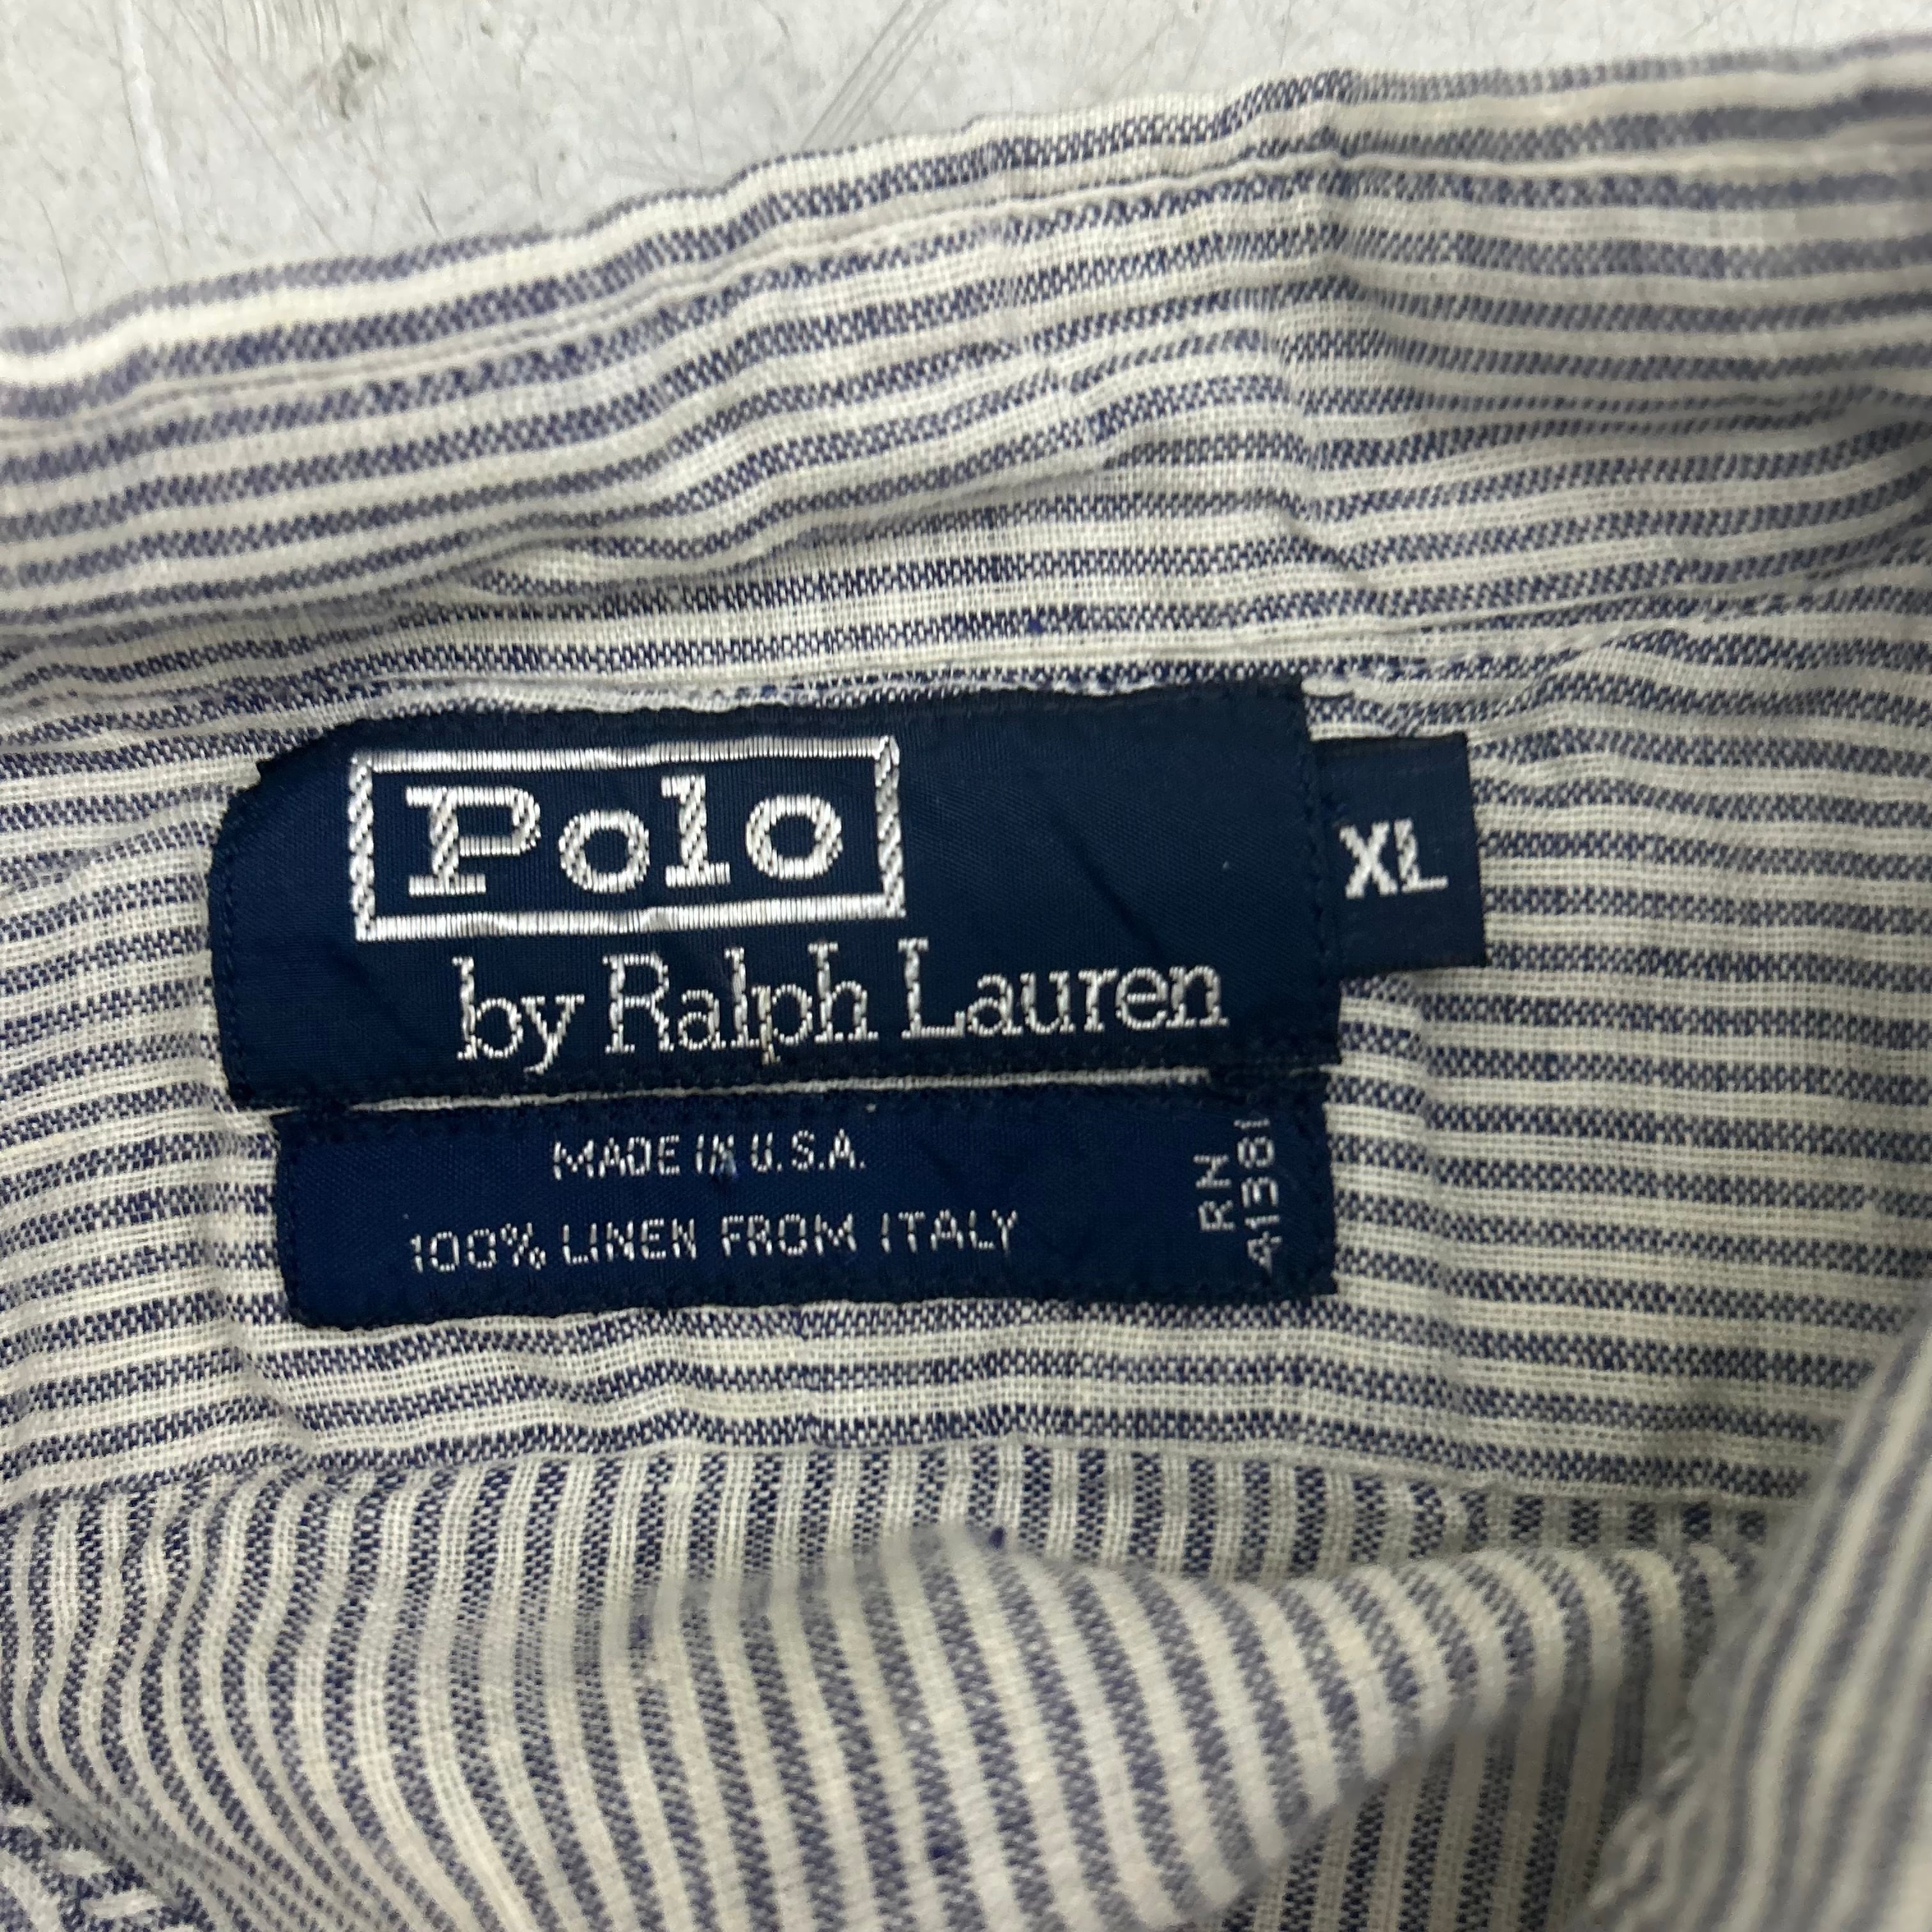 Polo
by Ralph Lauren
XL
MADE IN U.S.A.
100% LINEN FROM ITALY
RN
41381